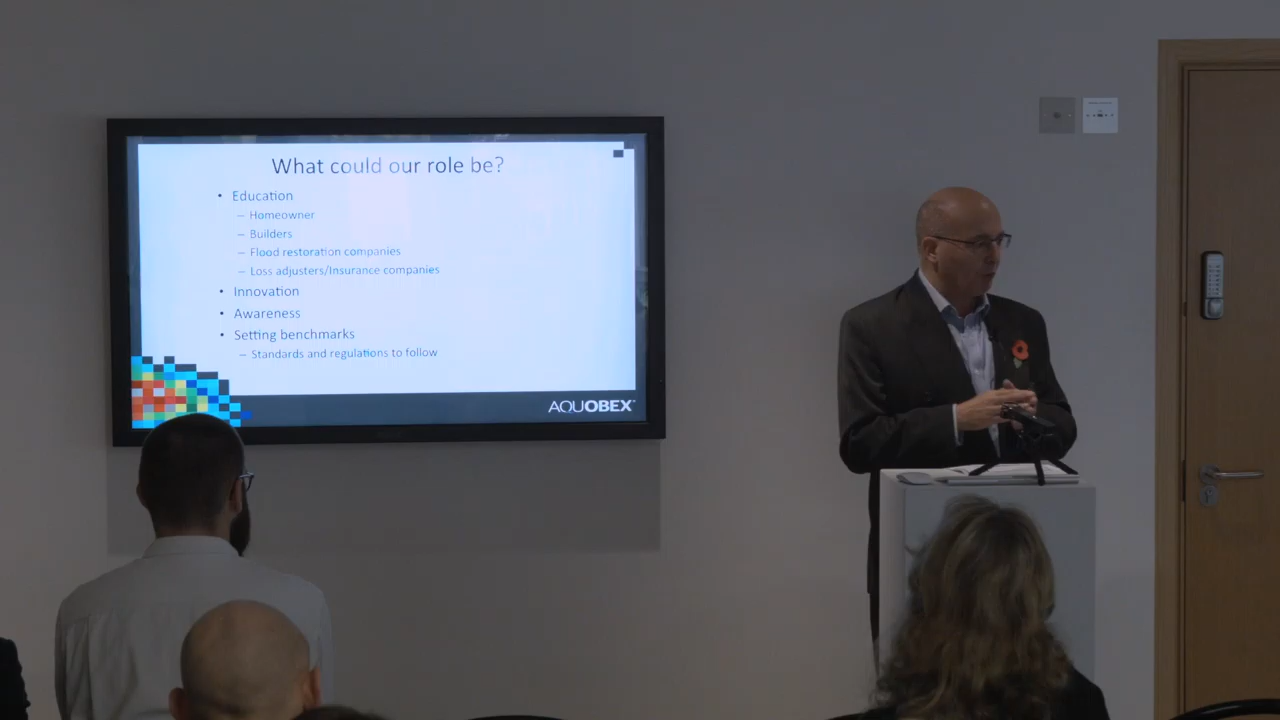 What could our role be?
• Education
– Homeowner
– Builders
– Flood restoration companies
– Loss adjusters/Insurance companies
• Innovation
• Awareness
• Setting benchmarks
– Standards and regulations to follow
AQUOBEX